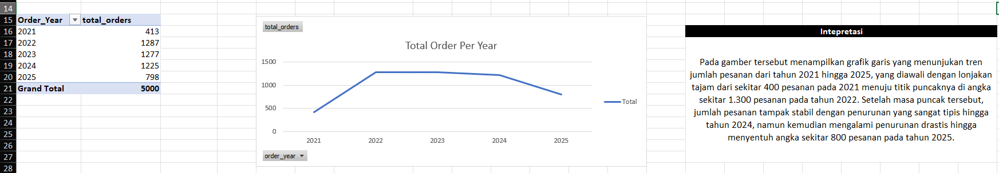 14
15 Order_Year total_orders
16 2021 413
17 2022 1287
18 2023 1277
19 2024 1225
20 2025 798
21 Grand Total 5000
22
23
24
25
26
27
28
total_orders
Total Order Per Year
1500
1000
500
0
2021 2022 2023 2024 2025
Total
order_year
Intepretasi
Pada gamber tersebut menampilkan grafik garis yang menunjukan tren
jumlah pesanan dari tahun 2021 hingga 2025, yang diawali dengan lonjakan
tajam dari sekitar 400 pesanan pada 2021 menuju titik puncaknya di angka
sekitar 1.300 pesanan pada tahun 2022. Setelah masa puncak tersebut,
jumlah pesanan tampak stabil dengan penurunan yang sangat tipis hingga
tahun 2024, namun kemudian mengalami penurunan drastis hingga
menyentuh angka sekitar 800 pesanan pada tahun 2025.